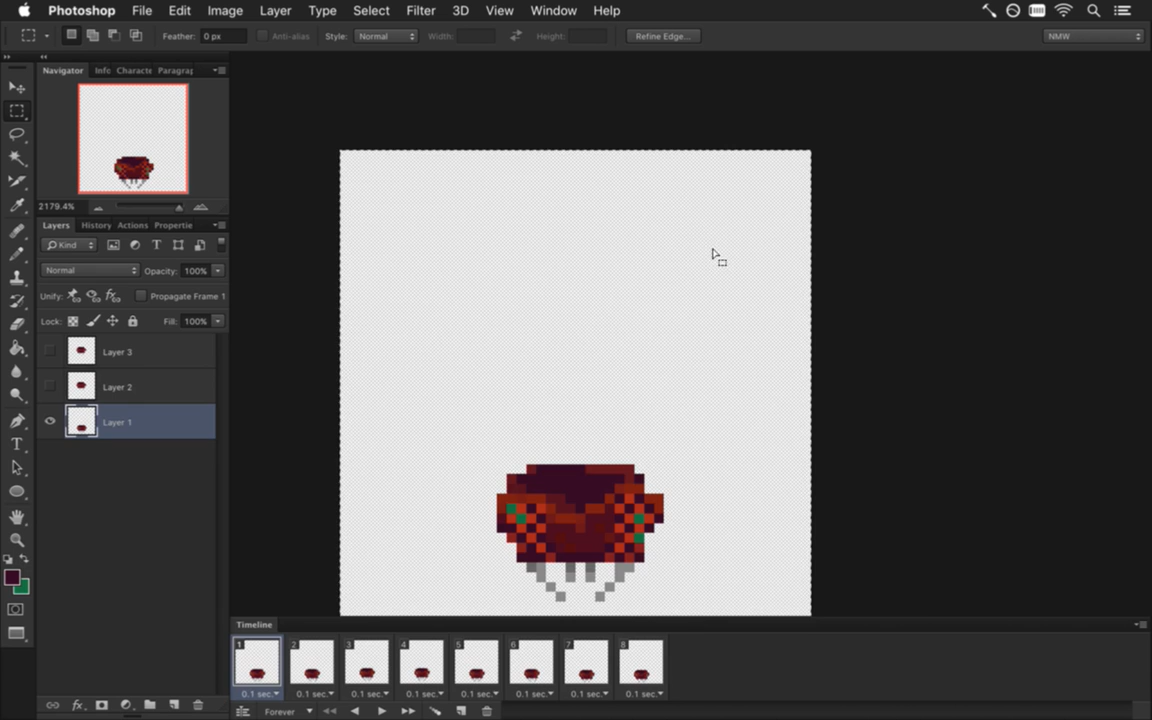 Photoshop File Edit Image Layer Type Select Filter 3D View Window Help
Feather: 0 px Anti-alias Style: Normal Width: Height: Refine Edge... NMW
Navigator Info Characte Paragrap
2179.4%
Layers History Actions Propertie
Kind T
Normal Opacity: 100%
Unify: Propagate Frame 1
Lock: Fill: 100%
Layer 3
Layer 2
Layer 1
T
Timeline
1 2 3 4 5 6 7 8
0.1 sec. 0.1 sec. 0.1 sec. 0.1 sec. 0.1 sec. 0.1 sec. 0.1 sec. 0.1 sec.
fx
Forever